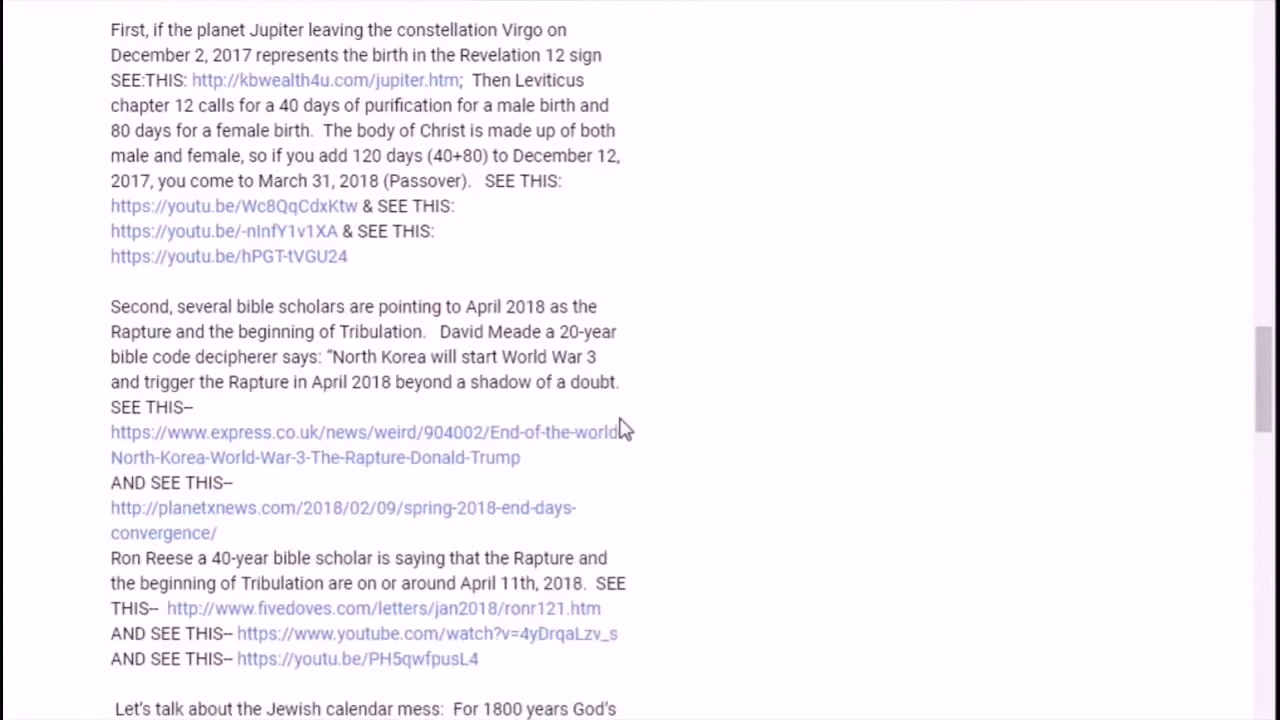 First, if the planet Jupiter leaving the constellation Virgo on
December 2, 2017 represents the birth in the Revelation 12 sign
SEE:THIS: http://kbwealth4u.com/jupiter.htm;  Then Leviticus
chapter 12 calls for a 40 days of purification for a male birth and
80 days for a female birth.  The body of Christ is made up of both
male and female, so if you add 120 days (40+80) to December 12,
2017, you come to March 31, 2018 (Passover).   SEE THIS:
https://youtu.be/Wc8QqCdxKtw & SEE THIS:
https://youtu.be/-nInfY1v1XA & SEE THIS:
https://youtu.be/hPGT-tVGU24
Second, several bible scholars are pointing to April 2018 as the
Rapture and the beginning of Tribulation.   David Meade a 20-year
bible code decipherer says: “North Korea will start World War 3
and trigger the Rapture in April 2018 beyond a shadow of a doubt.
SEE THIS--
https://www.express.co.uk/news/weird/904002/End-of-the-world
North-Korea-World-War-3-The-Rapture-Donald-Trump
AND SEE THIS--
http://planetxnews.com/2018/02/09/spring-2018-end-days-
convergence/
Ron Reese a 40-year bible scholar is saying that the Rapture and
the beginning of Tribulation are on or around April 11th, 2018.  SEE
THIS--  http://www.fivedoves.com/letters/jan2018/ronr121.htm
AND SEE THIS-- https://www.youtube.com/watch?v=4yDrqaLzv_s
AND SEE THIS-- https://youtu.be/PH5qwfpusL4
Let's talk about the Jewish calendar mess:  For 1800 years God's